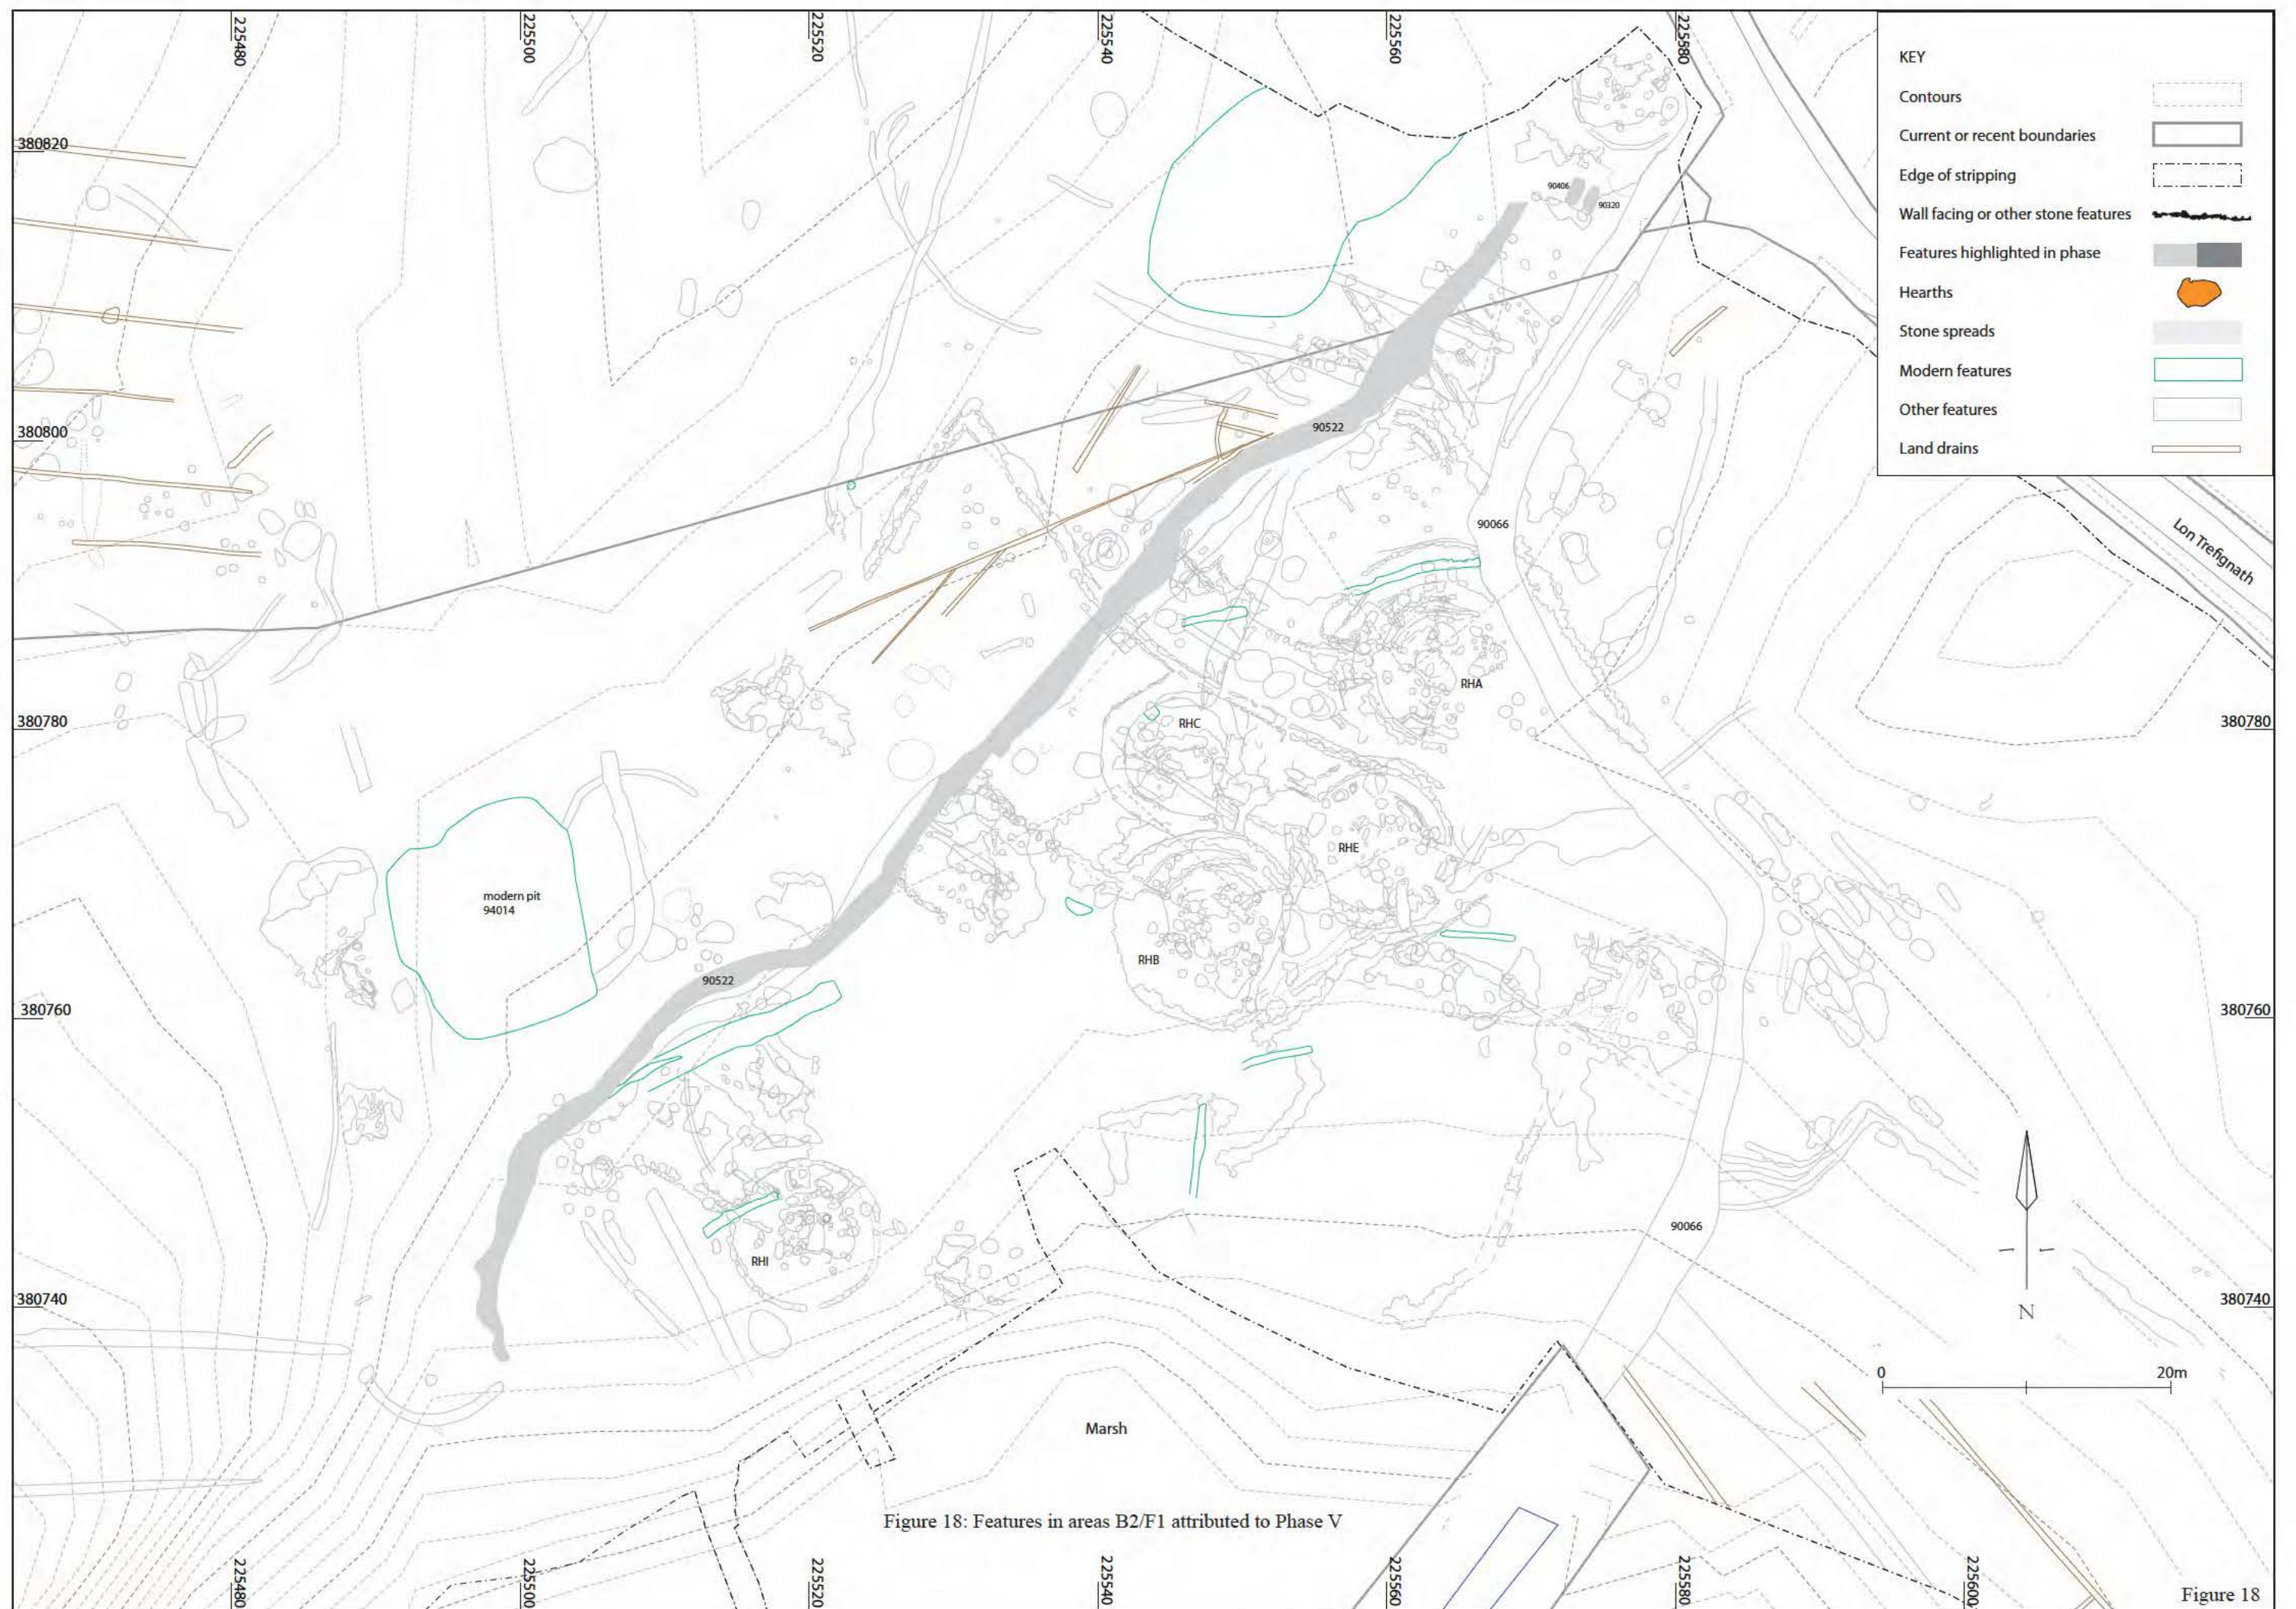 225480
225500
225520
225540
225560
225580
KEY
Contours
Current or recent boundaries
Edge of stripping
Wall facing or other stone features
Features highlighted in phase
Hearths
Stone spreads
Modern features
Other features
Land drains
380820
90406
90320
380800
90522
90066
Lon Trefignath
RHA
380780
RHC
380780
RHE
modern pit
94014
RHB
90522
380760
380760
90066
RHI
380740
380740
N
0 20m
Marsh
Figure 18: Features in areas B2/F1 attributed to Phase V
225480
225500
225520
225540
225560
225580
225600
Figure 18